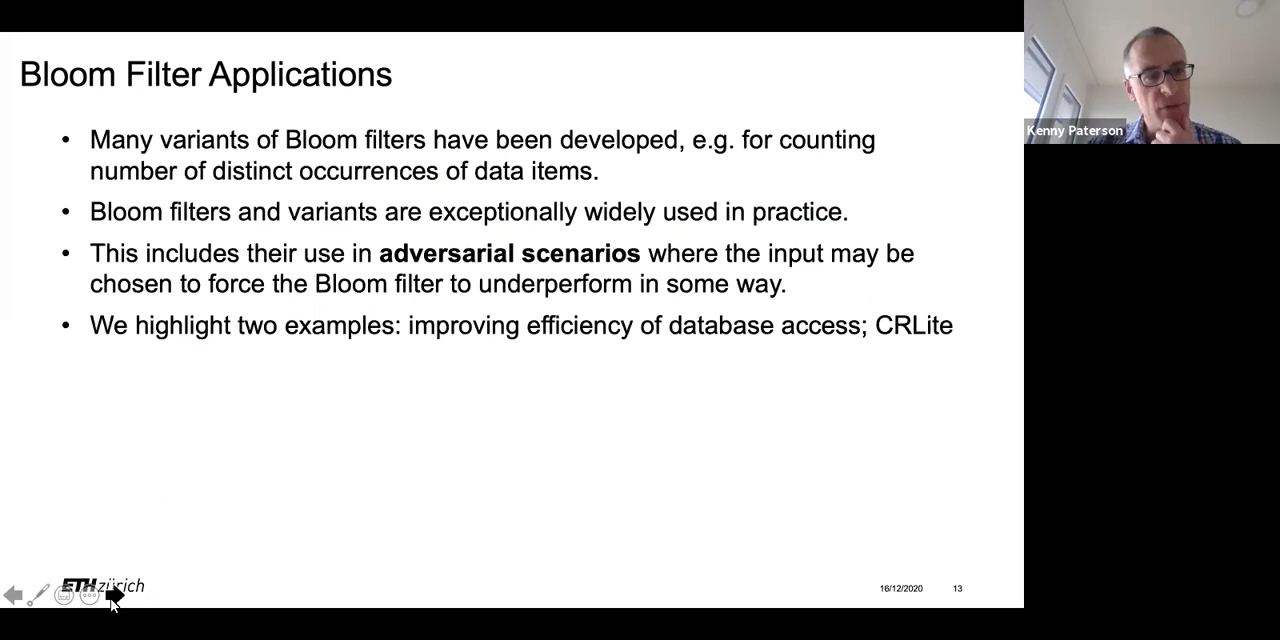 Bloom Filter Applications
• Many variants of Bloom filters have been developed, e.g. for counting
number of distinct occurrences of data items.
• Bloom filters and variants are exceptionally widely used in practice.
• This includes their use in adversarial scenarios where the input may be
chosen to force the Bloom filter to underperform in some way.
• We highlight two examples: improving efficiency of database access; CRLite
Kenny Paterson
ETH zürich
16/12/2020
13